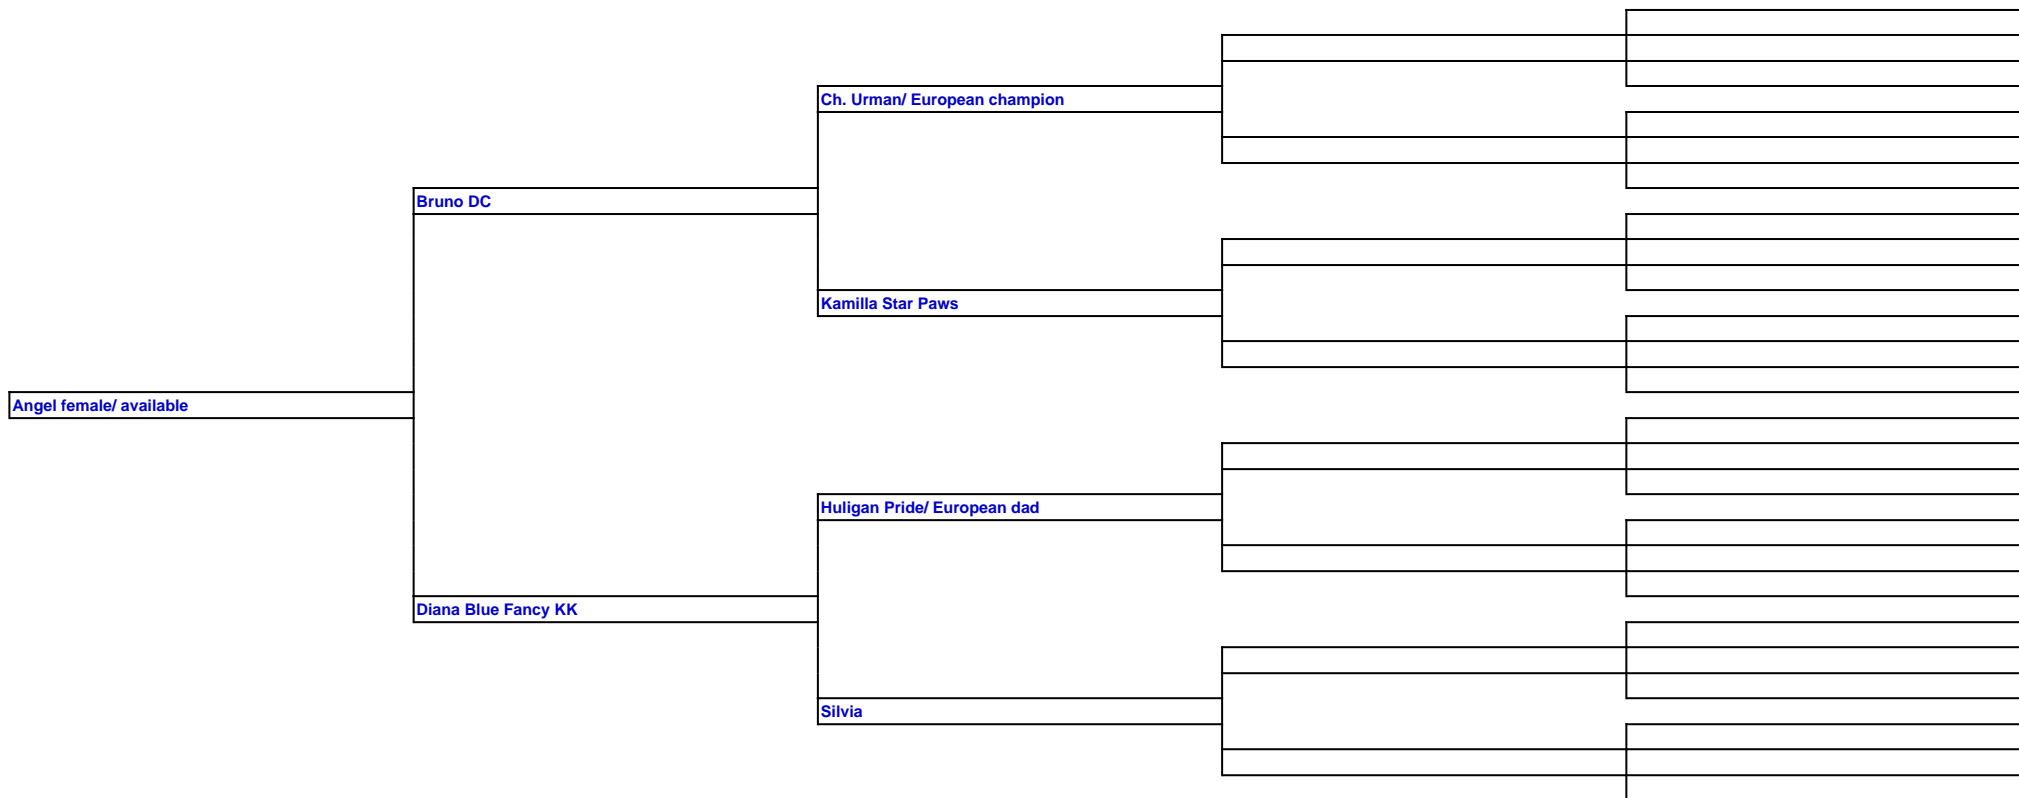 Ch. Urman/ European champion
Bruno DC
Kamilla Star Paws
Angel female/ available
Huligan Pride/ European dad
Diana Blue Fancy KK
Silvia